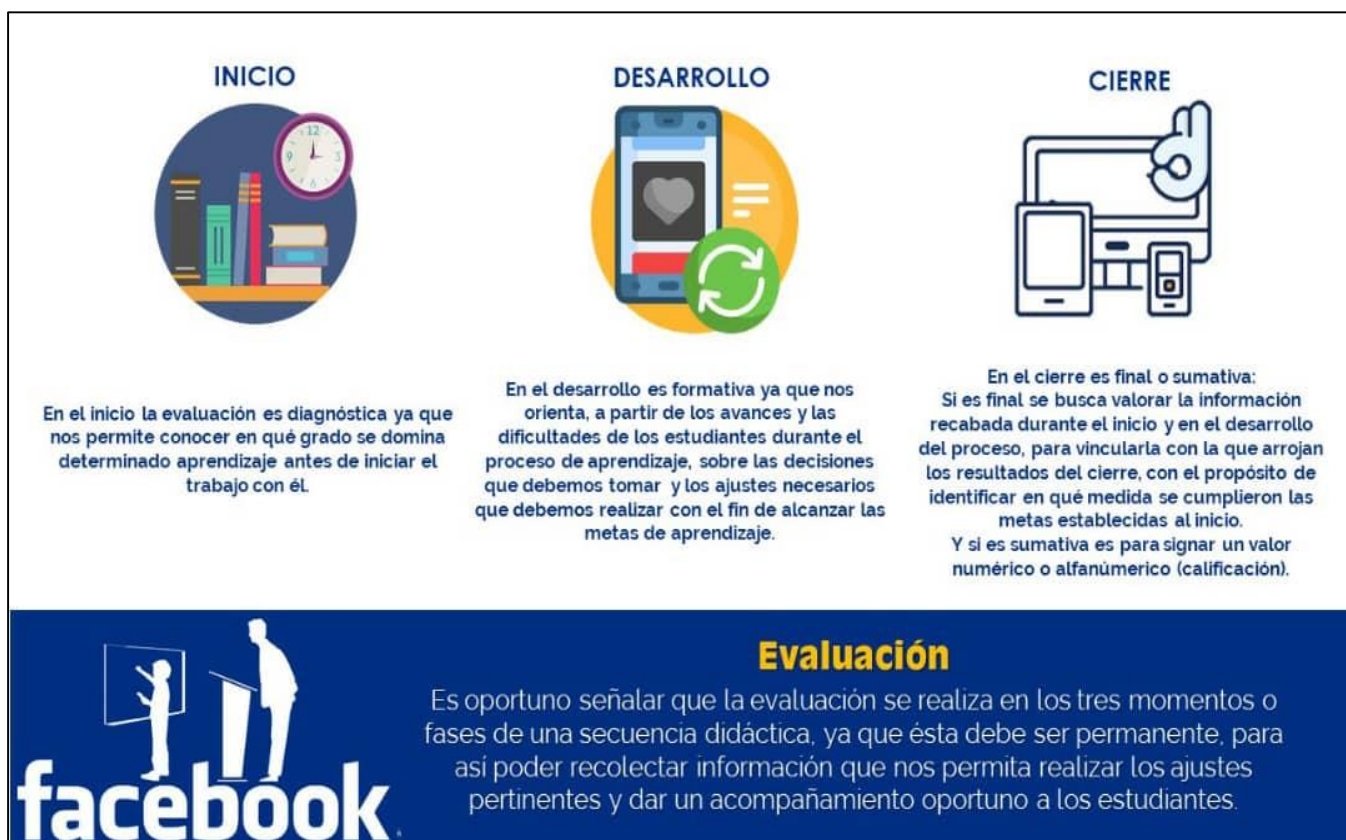 INICIO
12
9
3
6
En el inicio la evaluación es diagnóstica ya que
nos permite conocer en qué grado se domina
determinado aprendizaje antes de iniciar el
trabajo con él.
DESARROLLO
En el desarrollo es formativa ya que nos
orienta, a partir de los avances y las
dificultades de los estudiantes durante el
proceso de aprendizaje, sobre las decisiones
que debemos tomar y los ajustes necesarios
que debemos realizar con el fin de alcanzar las
metas de aprendizaje.
CIERRE
En el cierre es final o sumativa:
Si es final se busca valorar la información
recabada durante el inicio y en el desarrollo
del proceso, para vincularla con la que arrojan
los resultados del cierre, con el propósito de
identificar en qué medida se cumplieron las
metas establecidas al inicio.
Y si es sumativa es para signar un valor
numérico o alfanúmerico (calificación).
facebook
Evaluación
Es oportuno señalar que la evaluación se realiza en los tres momentos o
fases de una secuencia didáctica, ya que ésta debe ser permanente, para
así poder recolectar información que nos permita realizar los ajustes
pertinentes y dar un acompañamiento oportuno a los estudiantes.